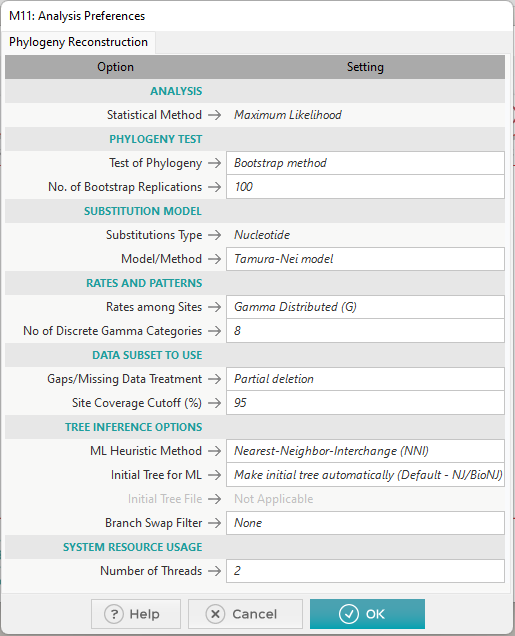 M11: Analysis Preferences
Phylogeny Reconstruction
Option Setting
ANALYSIS
Statistical Method → Maximum Likelihood
PHYLOGENY TEST
Test of Phylogeny → Bootstrap method
No. of Bootstrap Replications → 100
SUBSTITUTION MODEL
Substitutions Type → Nucleotide
Model/Method → Tamura-Nei model
RATES AND PATTERNS
Rates among Sites → Gamma Distributed (G)
No of Discrete Gamma Categories → 8
DATA SUBSET TO USE
Gaps/Missing Data Treatment → Partial deletion
Site Coverage Cutoff (%) → 95
TREE INFERENCE OPTIONS
ML Heuristic Method → Nearest-Neighbor-Interchange (NNI)
Initial Tree for ML → Make initial tree automatically (Default - NJ/BioNJ)
Initial Tree File → Not Applicable
Branch Swap Filter → None
SYSTEM RESOURCE USAGE
Number of Threads → 2
? Help Cancel OK